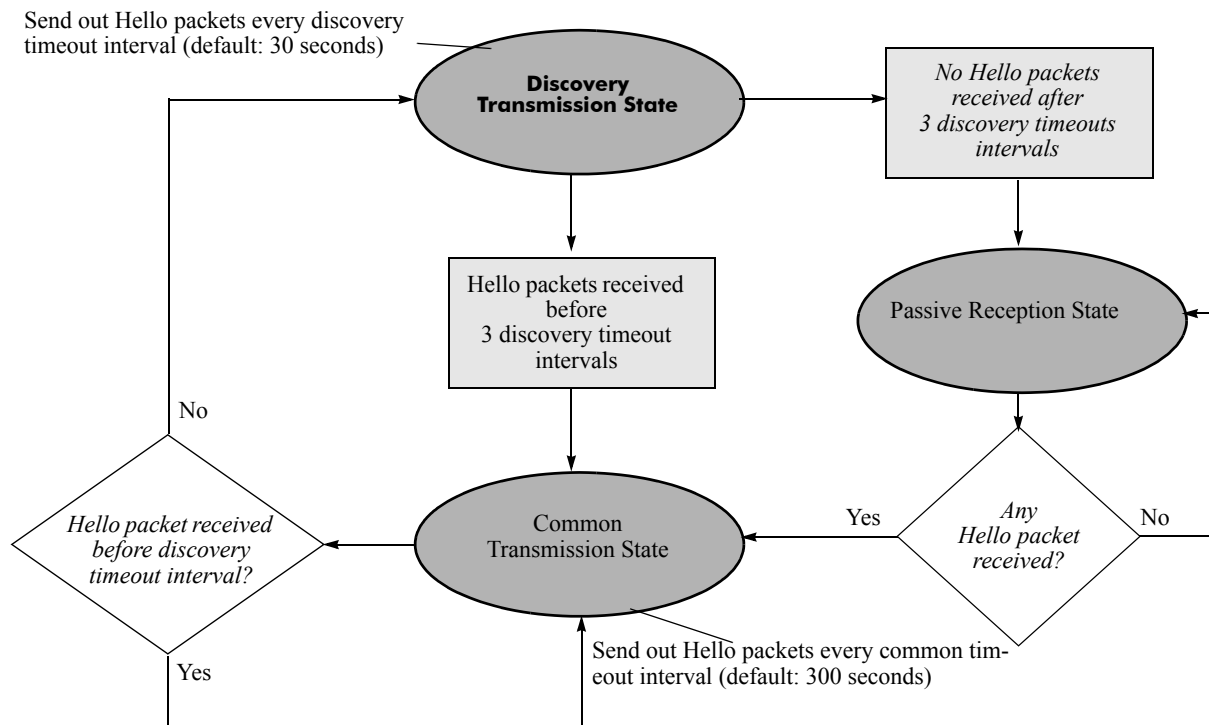 Send out Hello packets every discovery
timeout interval (default: 30 seconds)
Discovery
Transmission State
No Hello packets
received after
3 discovery timeouts
intervals
Hello packets received
before
3 discovery timeout
intervals
Passive Reception State
No
Hello packet received
before discovery
timeout interval?
Common
Transmission State
Yes
Any
Hello packet
received?
No
Yes
Send out Hello packets every common tim-
eout interval (default: 300 seconds)